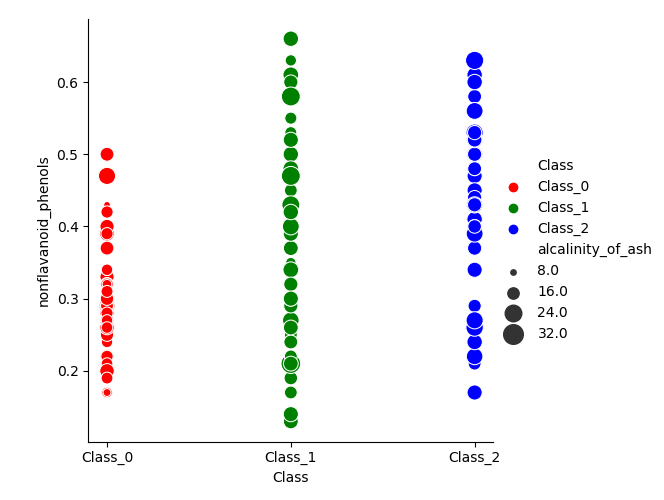 0.6
0.5
0.4
0.3
0.2
nonflavanoid_phenols
Class_0
Class_1
Class_2
Class
Class
Class_0
Class_1
Class_2
alcalinity_of_ash
8.0
16.0
24.0
32.0